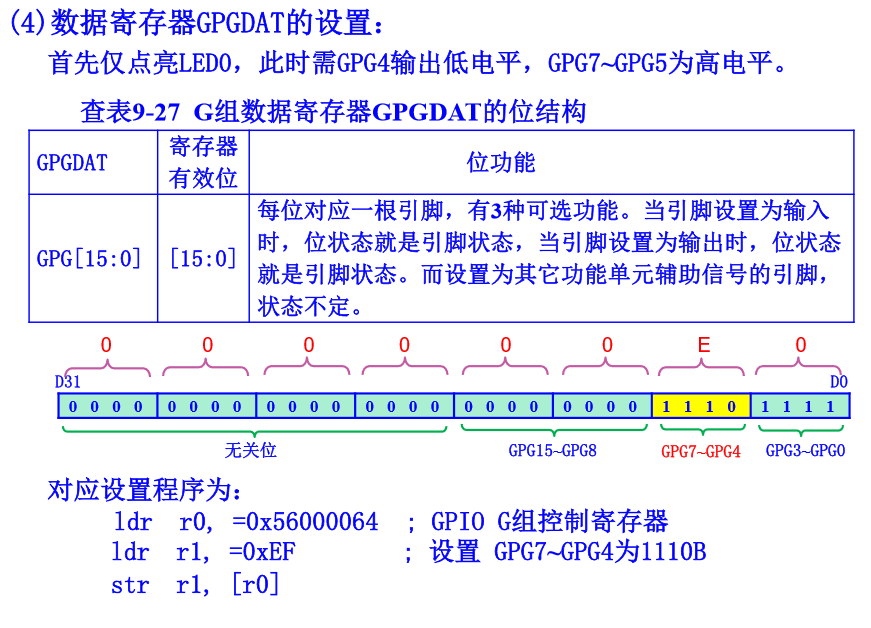 (4)数据寄存器GPGDAT的设置：
首先仅点亮LED0，此时需GPG4输出低电平，GPG7~GPG5为高电平。
查表9-27 G组数据寄存器GPGDAT的位结构
GPGDAT
寄存器
有效位
位功能
GPG[15:0]
[15:0]
每位对应一根引脚，有3种可选功能。当引脚设置为输入
时，位状态就是引脚状态，当引脚设置为输出时，位状态
就是引脚状态。而设置为其它功能单元辅助信号的引脚，
状态不定。
0 0 0 0 0 0 E 0
D31 D0
0 0 0 0 0 0 0 0 0 0 0 0 0 0 0 0 0 0 0 0 0 0 0 0 1 1 1 0 1 1 1 1
无关位 GPG15~GPG8 GPG7~GPG4 GPG3~GPG0
对应设置程序为：
ldr r0, =0x56000064 ; GPIO G组控制寄存器
ldr r1, =0xEF ; 设置 GPG7~GPG4为1110B
str r1, [r0]